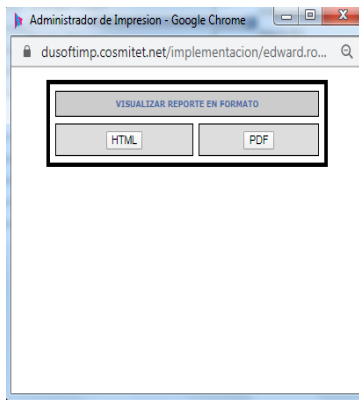 Administrador de Impresion - Google Chrome
dusoftimp.cosmitet.net/implementacion/edward.ro...
VISUALIZAR REPORTE EN FORMATO
HTML PDF